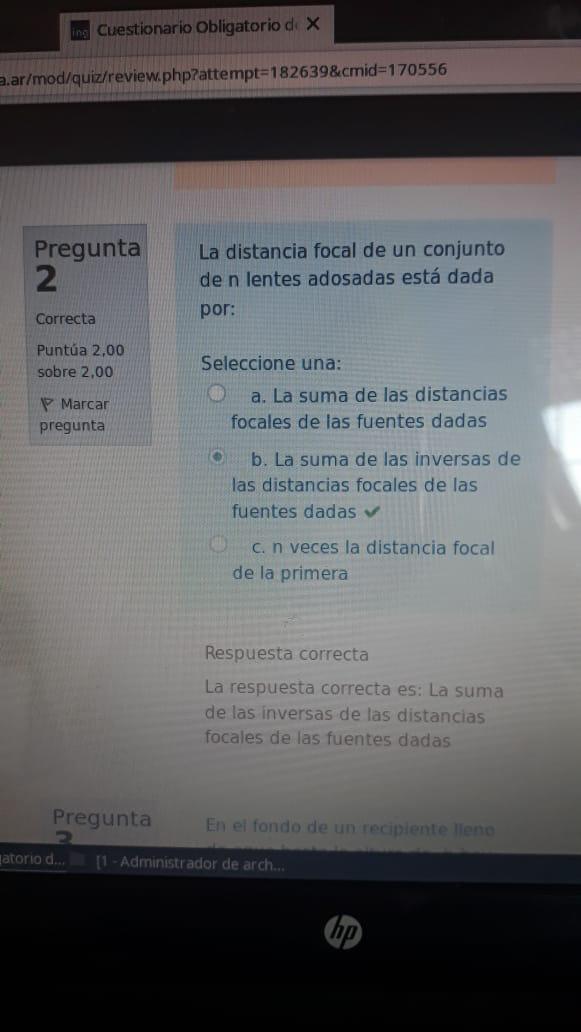 ing Cuestionario Obligatorio d
a.ar/mod/quiz/review.php?attempt=182639&cmid=170556
Pregunta
2
Correcta
Puntúa 2,00
sobre 2,00
Marcar
pregunta
La distancia focal de un conjunto
de n lentes adosadas está dada
por:
Seleccione una:
a. La suma de las distancias
focales de las fuentes dadas
b. La suma de las inversas de
las distancias focales de las
fuentes dadas
c. n veces la distancia focal
de la primera
Respuesta correcta
La respuesta correcta es: La suma
de las inversas de las distancias
focales de las fuentes dadas
Pregunta
3
En el fondo de un recipiente lleno
gatorio d...
[1 - Administrador de arch...
hp